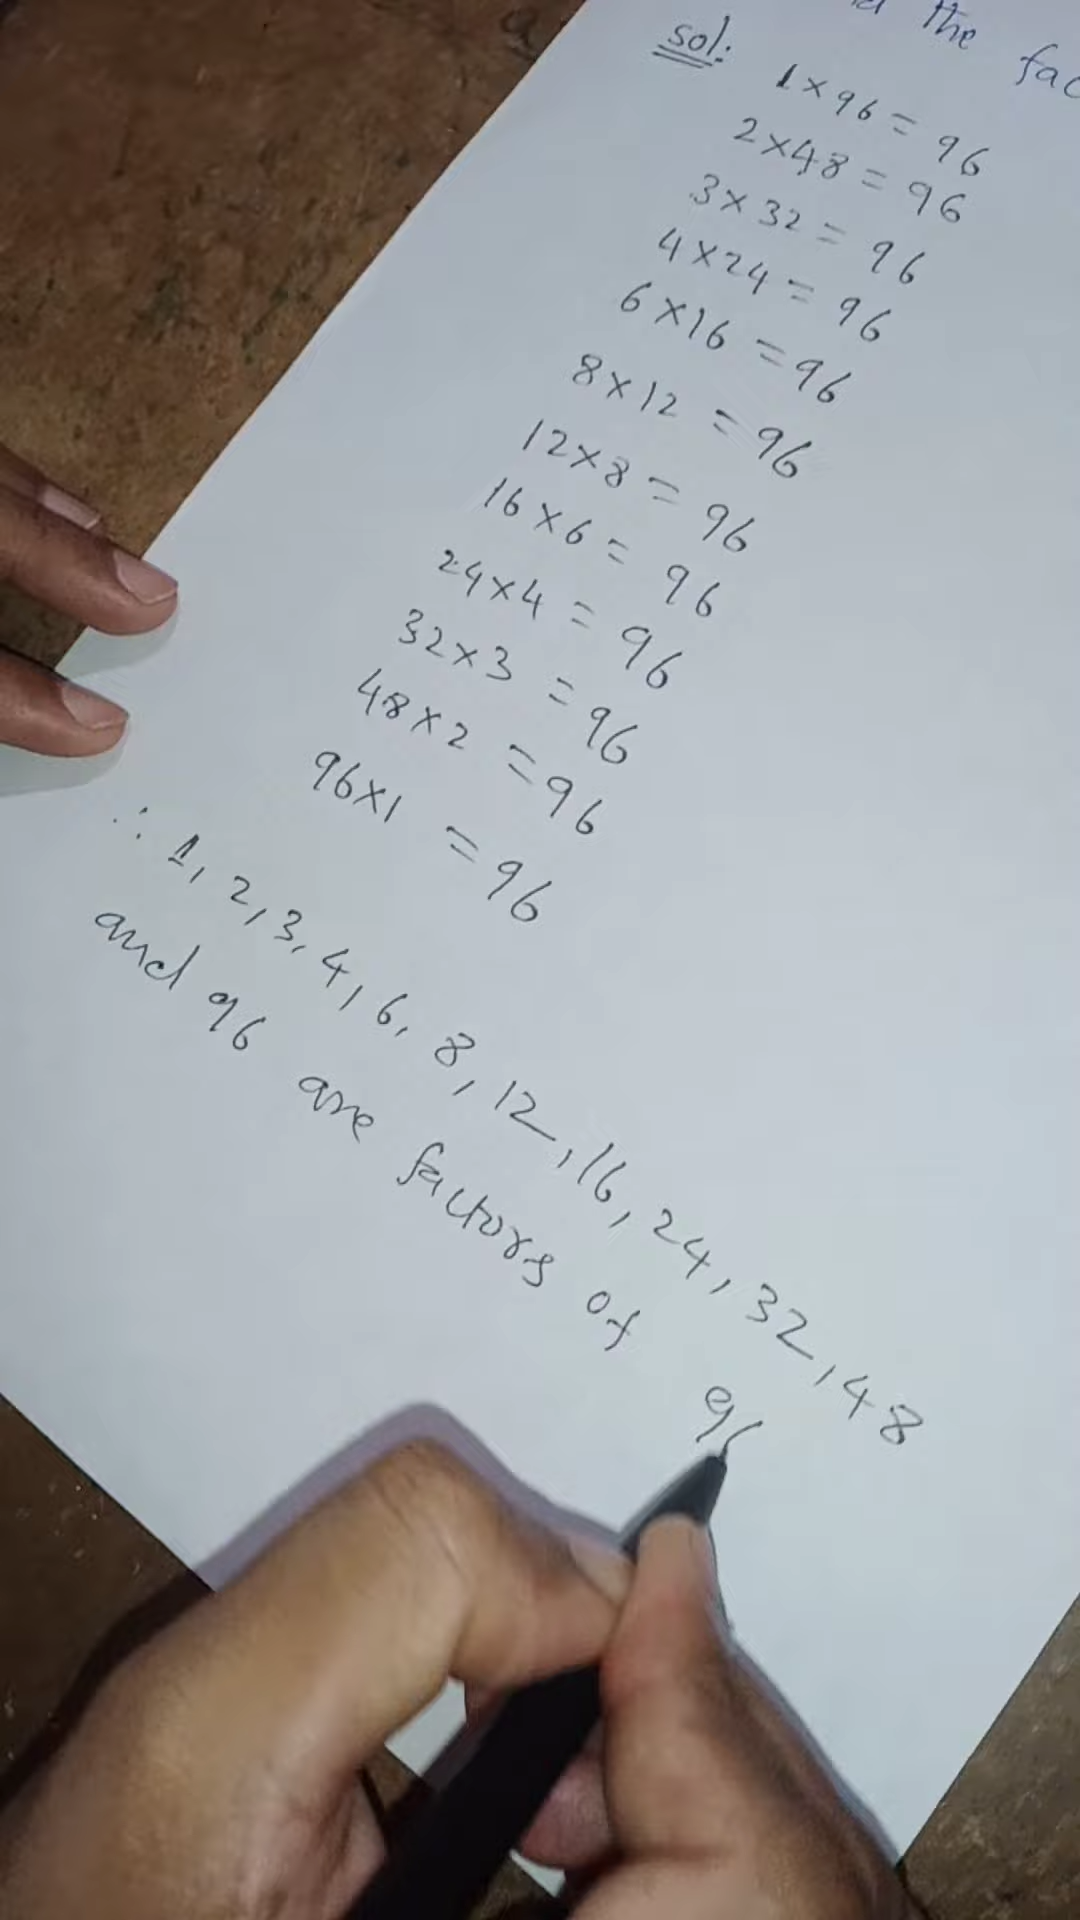 the
Sol:
1 × 96 = 96
2 × 48 = 96
3 × 32 = 96
4 × 24 = 96
6 × 16 = 96
8 × 12 = 96
12 × 8 = 96
16 × 6 = 96
24 × 4 = 96
32 × 3 = 96
48 × 2 = 96
96 × 1 = 96
∴ 1, 2, 3, 4, 6, 8, 12, 16, 24, 32, 48
and 96 are factors of 96